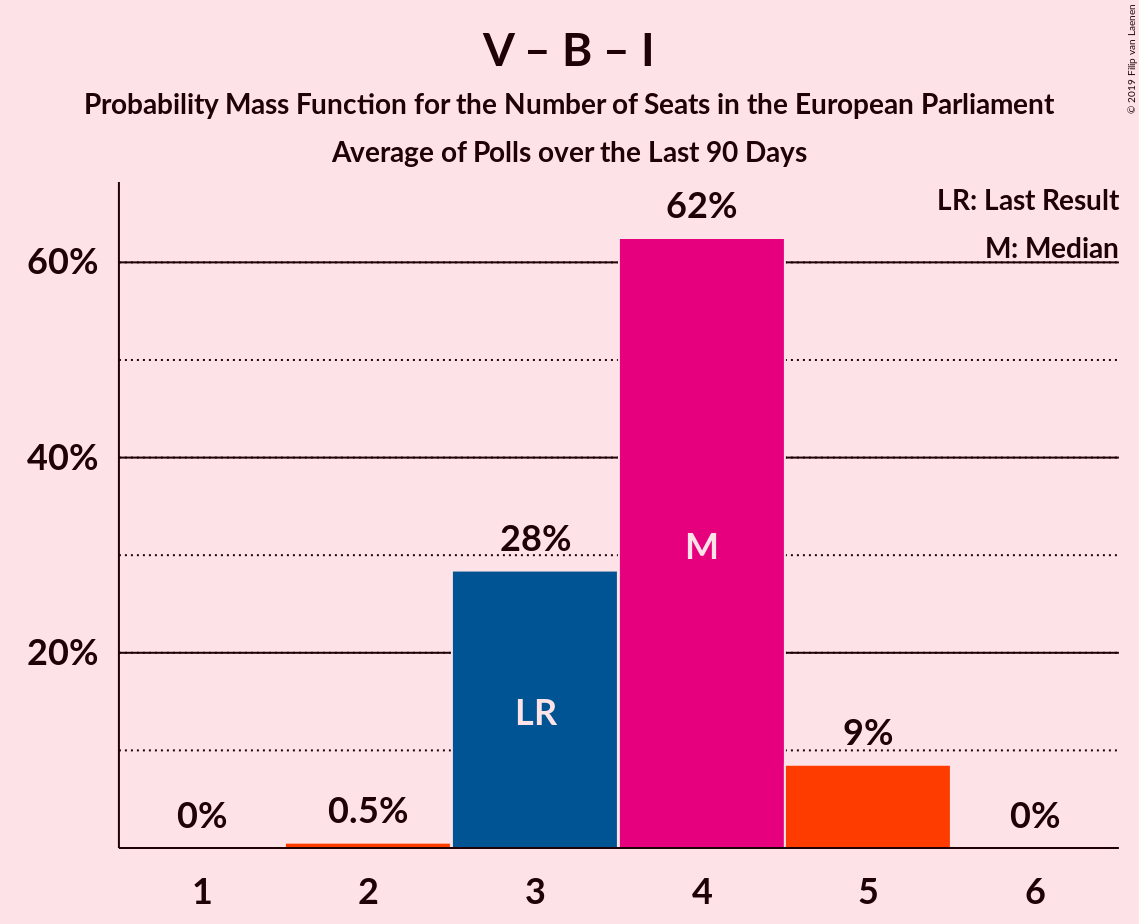 V – B – I
Probability Mass Function for the Number of Seats in the European Parliament
Average of Polls over the Last 90 Days
© 2019 Filip van Laenen
LR: Last Result
M: Median
62%
60%
40%
28%
M
20%
LR
9%
0%
0.5%
0%
1 2 3 4 5 6